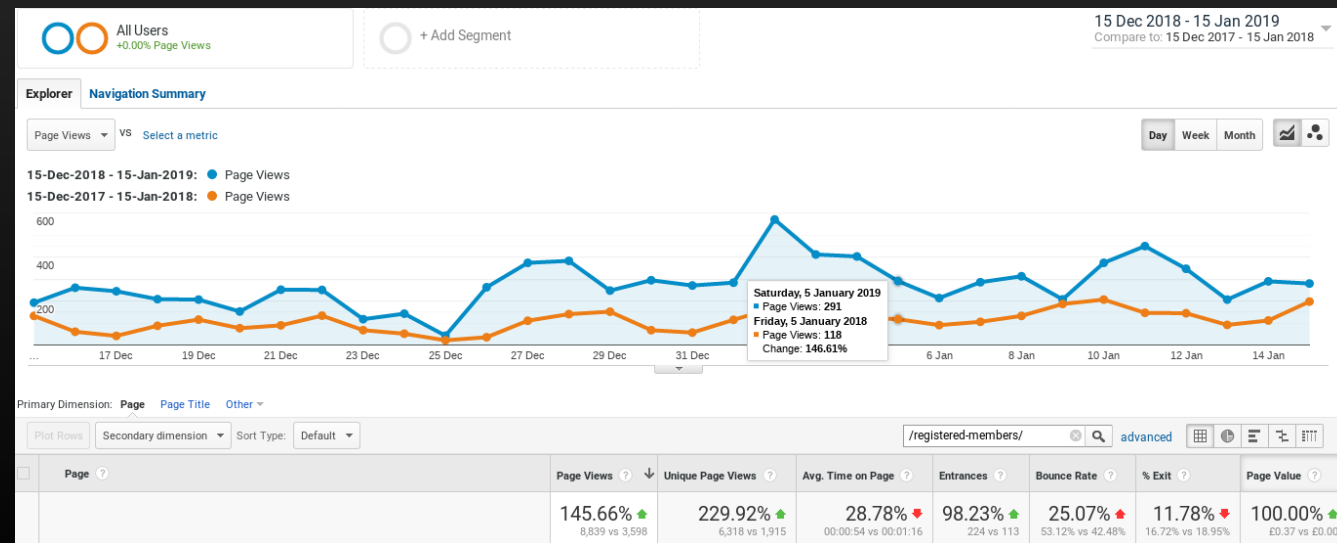 All Users
+0.00% Page Views
+ Add Segment
15 Dec 2018 - 15 Jan 2019
Compare to: 15 Dec 2017 - 15 Jan 2018
Explorer Navigation Summary
Page Views VS Select a metric
Day Week Month
15-Dec-2018 - 15-Jan-2019: Page Views
15-Dec-2017 - 15-Jan-2018: Page Views
600
400
200
Saturday, 5 January 2019
Page Views: 291
Friday, 5 January 2018
Page Views: 118
Change: 146.61%
... 17 Dec 19 Dec 21 Dec 23 Dec 25 Dec 27 Dec 29 Dec 31 Dec 6 Jan 8 Jan 10 Jan 12 Jan 14 Jan
Primary Dimension: Page Page Title Other
Plot Rows Secondary dimension Sort Type: Default /registered-members/ advanced
Page ? Page Views ? Unique Page Views ? Avg. Time on Page ? Entrances ? Bounce Rate ? % Exit ? Page Value ?
145.66% 229.92% 28.78% 98.23% 25.07% 11.78% 100.00%
8,839 vs 3,598 6,318 vs 1,915 00:00:54 vs 00:01:16 224 vs 113 53.12% vs 42.48% 16.72% vs 18.95% £0.37 vs £0.00